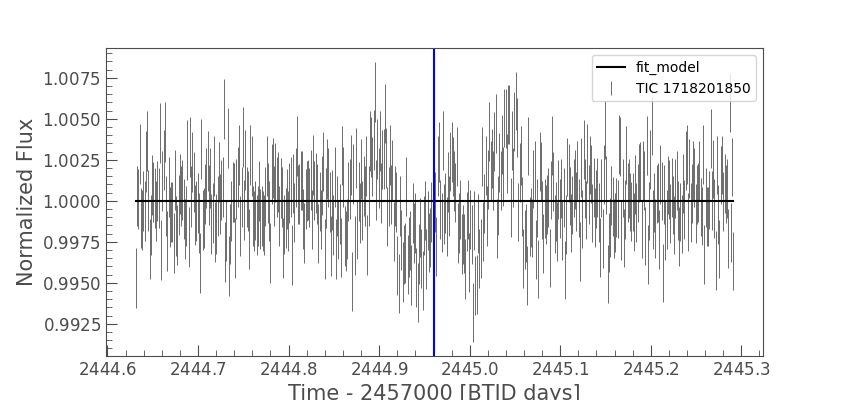 fit_model
TIC 1718201850
1.0075
1.0050
1.0025
1.0000
0.9975
0.9950
0.9925
Normalized Flux
2444.6 2444.7 2444.8 2444.9 2445.0 2445.1 2445.2 2445.3
Time - 2457000 [BTJD days]